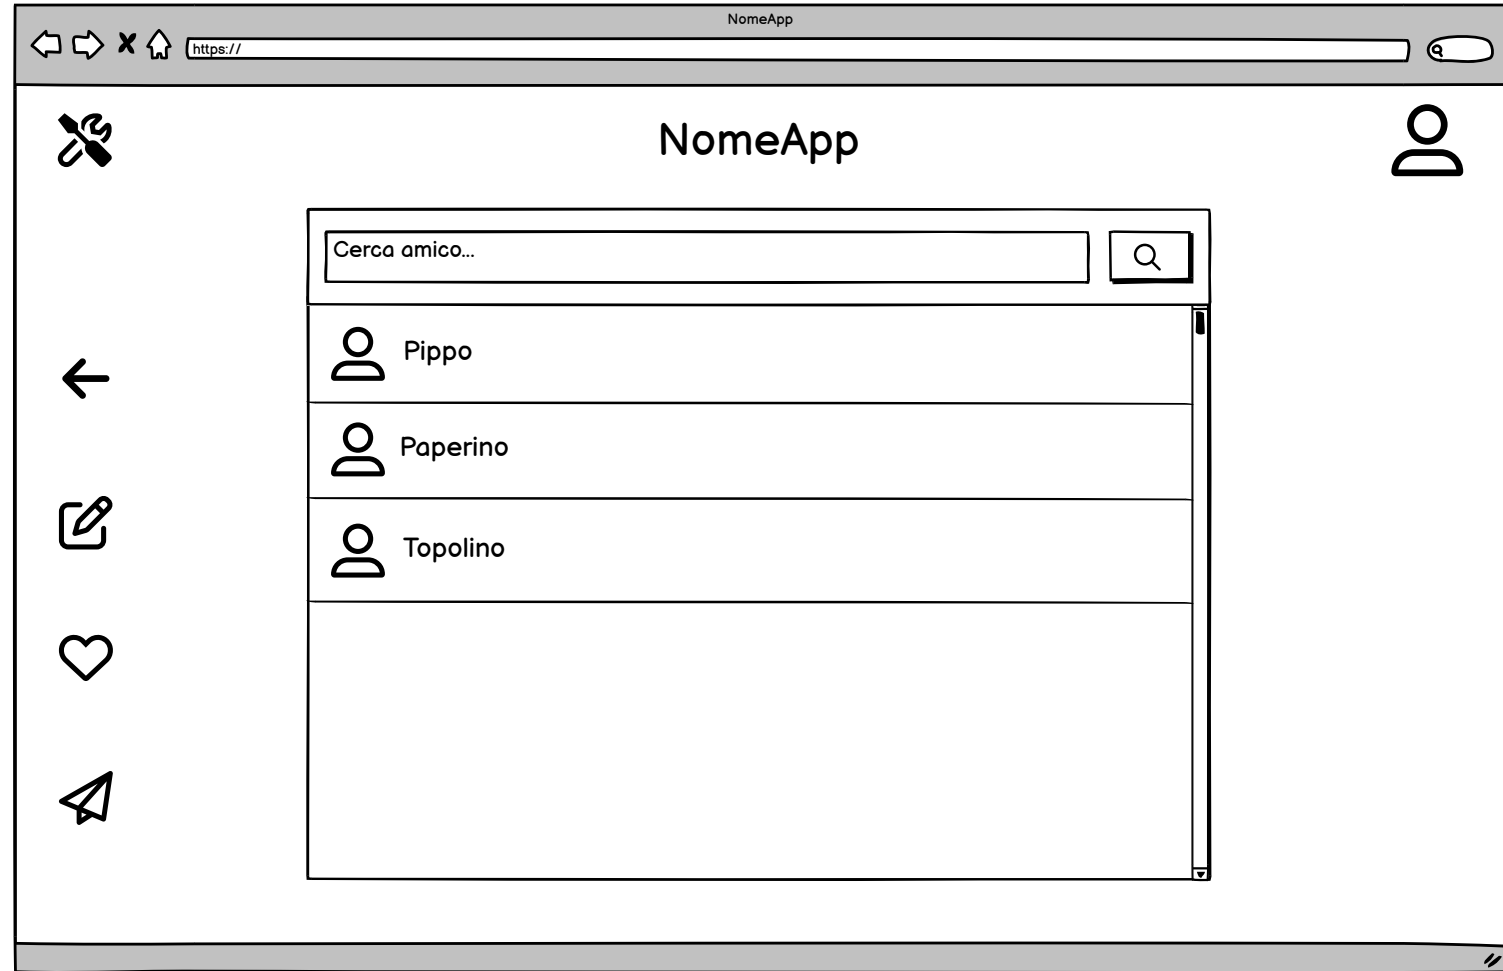 NomeApp
https://
NomeApp
Cerca amico...
Pippo
Paperino
Topolino